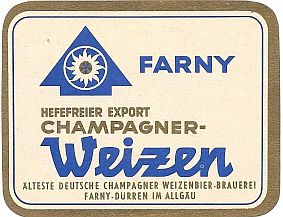 FARNY
HEFEFREIER EXPORT
CHAMPAGNER-
Weizen
ÄLTESTE DEUTSCHE CHAMPAGNER WEIZENBIER-BRAUEREI
FARNY-DÜRREN IM ALLGÄU